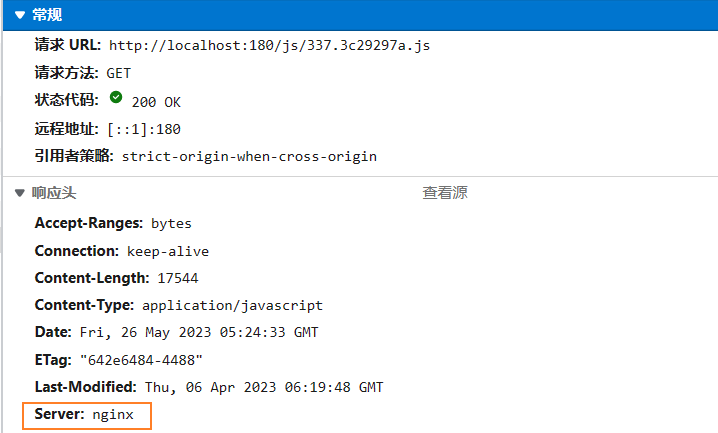 常规
请求 URL: http://localhost:180/js/337.3c29297a.js
请求方法: GET
状态代码: 200 OK
远程地址: [::1]:180
引用者策略: strict-origin-when-cross-origin
响应头 查看源
Accept-Ranges: bytes
Connection: keep-alive
Content-Length: 17544
Content-Type: application/javascript
Date: Fri, 26 May 2023 05:24:33 GMT
ETag: "642e6484-4488"
Last-Modified: Thu, 06 Apr 2023 06:19:48 GMT
Server: nginx